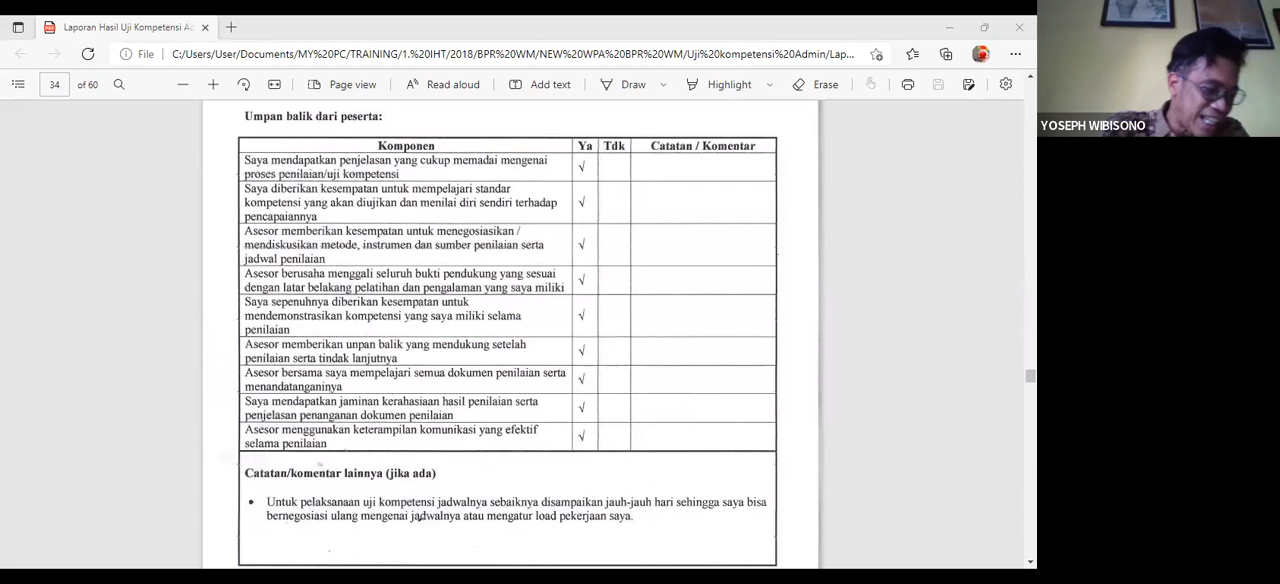 Laporan Hasil Uji Kompetensi Ad
File C:/Users/User/Documents/MY%20PC/TRAINING/1.%20IHT/2018/BPR%20WM/NEW%20WPA%20BPR%20WM/Uji%20kompetensi%20Admin/Lap...
34 of 60 Page view Read aloud Add text Draw Highlight Erase
YOSEPH WIBISONO
Umpan balik dari peserta:
Komponen Ya Tdk Catatan / Komentar
Saya mendapatkan penjelasan yang cukup memadai mengenai
proses penilaian/uji kompetensi √
Saya diberikan kesempatan untuk mempelajari standar
kompetensi yang akan diujikan dan menilai diri sendiri terhadap √
pencapaiannya
Asesor memberikan kesempatan untuk menegosiasikan /
mendiskusikan metode, instrumen dan sumber penilaian serta √
jadwal penilaian
Asesor berusaha menggali seluruh bukti pendukung yang sesuai
dengan latar belakang pelatihan dan pengalaman yang saya miliki √
Saya sepenuhnya diberikan kesempatan untuk
mendemonstrasikan kompetensi yang saya miliki selama √
penilaian
Asesor memberikan unpan balik yang mendukung setelah
penilaian serta tindak lanjutnya √
Asesor bersama saya mempelajari semua dokumen penilaian serta
menandatanganinya √
Saya mendapatkan jaminan kerahasiaan hasil penilaian serta
penjelasan penanganan dokumen penilaian √
Asesor menggunakan keterampilan komunikasi yang efektif
selama penilaian √
Catatan/komentar lainnya (jika ada)
• Untuk pelaksanaan uji kompetensi jadwalnya sebaiknya disampaikan jauh-jauh hari sehingga saya bisa
bernegosiasi ulang mengenai jadwalnya atau mengatur load pekerjaan saya.